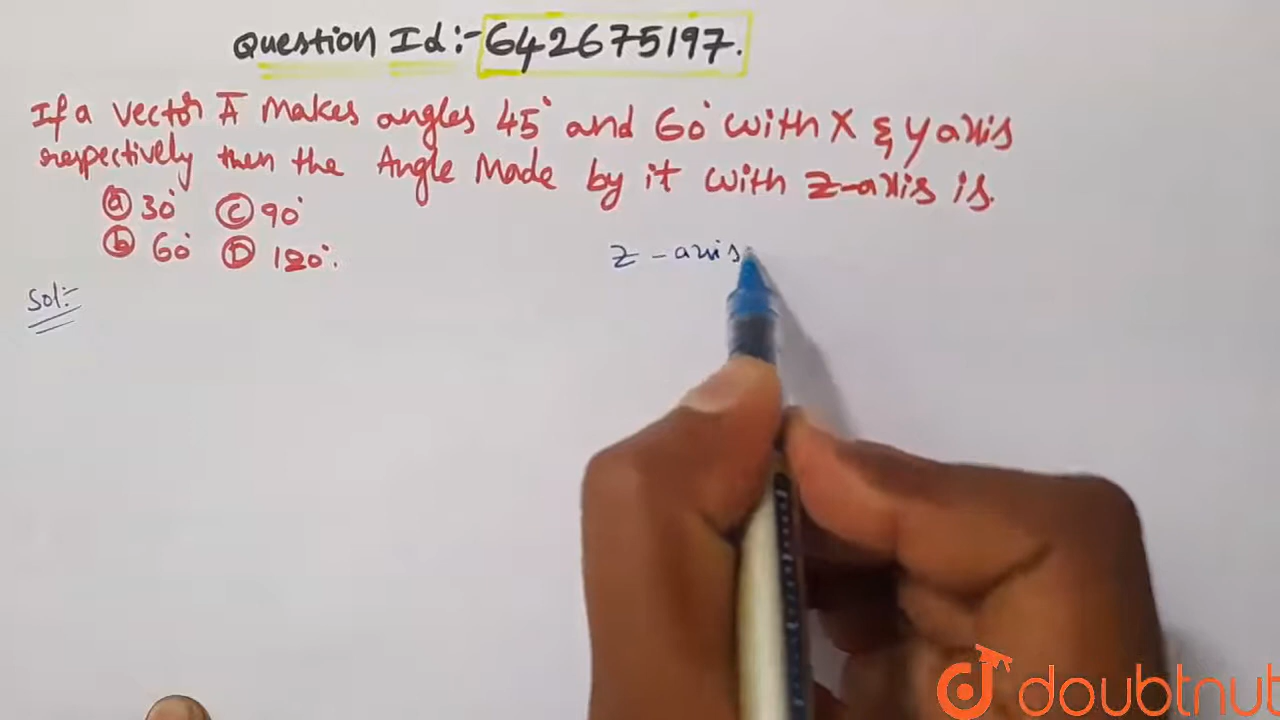 Question Id:- 642675197.
If a vector A̅ Makes angles 45° and 60° with X & y axis
respectively then the Angle Made by it with z-axis is.
ⓐ 30° ⓒ 90°
ⓑ 60° Ⓓ 120°.
z-axis
Sol:-
doubtnut